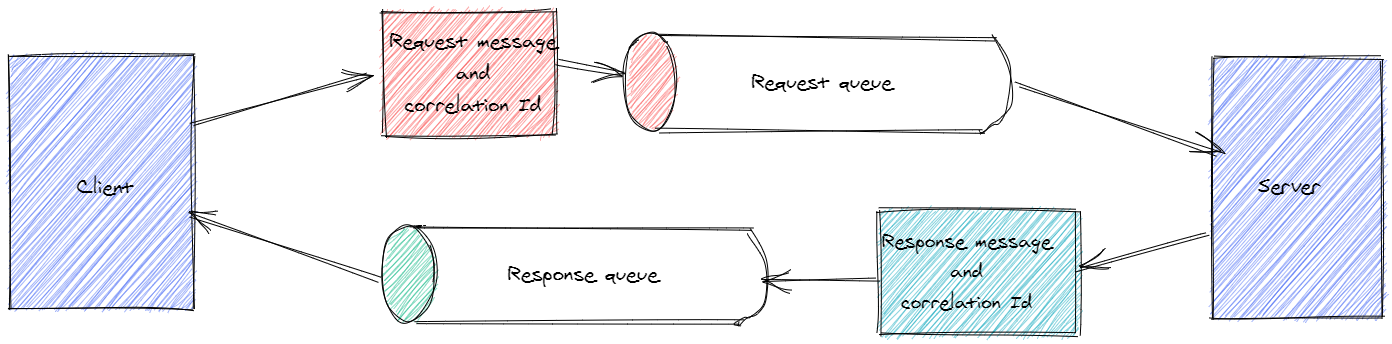 Request message
and
correlation Id
Request queue
Client
Server
Response message
and
correlation Id
Response queue